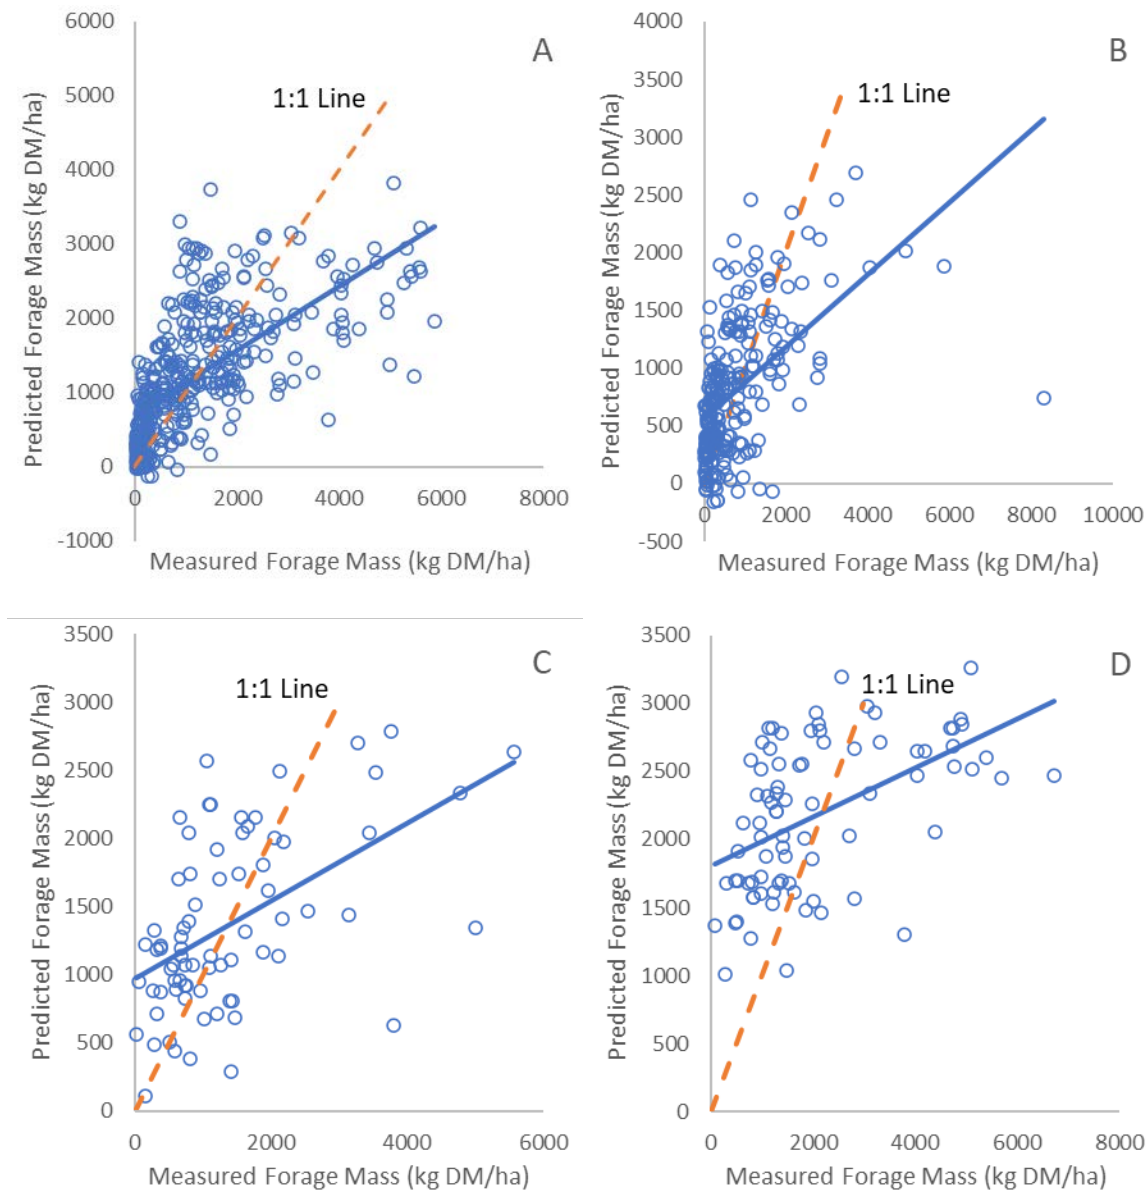 A
1:1 Line
Predicted Forage Mass (kg DM/ha)
6000
5000
4000
3000
2000
1000
0
-1000
0 2000 4000 6000 8000
Measured Forage Mass (kg DM/ha)
B
1:1 Line
Predicted Forage Mass (kg DM/ha)
4000
3500
3000
2500
2000
1500
1000
500
0
-500
0 2000 4000 6000 8000 10000
Measured Forage Mass (kg DM/ha)
C
1:1 Line
Predicted Forage Mass (kg DM/ha)
3500
3000
2500
2000
1500
1000
500
0
0 2000 4000 6000
Measured Forage Mass (kg DM/ha)
D
1:1 Line
Predicted Forage Mass (kg DM/ha)
3500
3000
2500
2000
1500
1000
500
0
0 2000 4000 6000 8000
Measured Forage Mass (kg DM/ha)